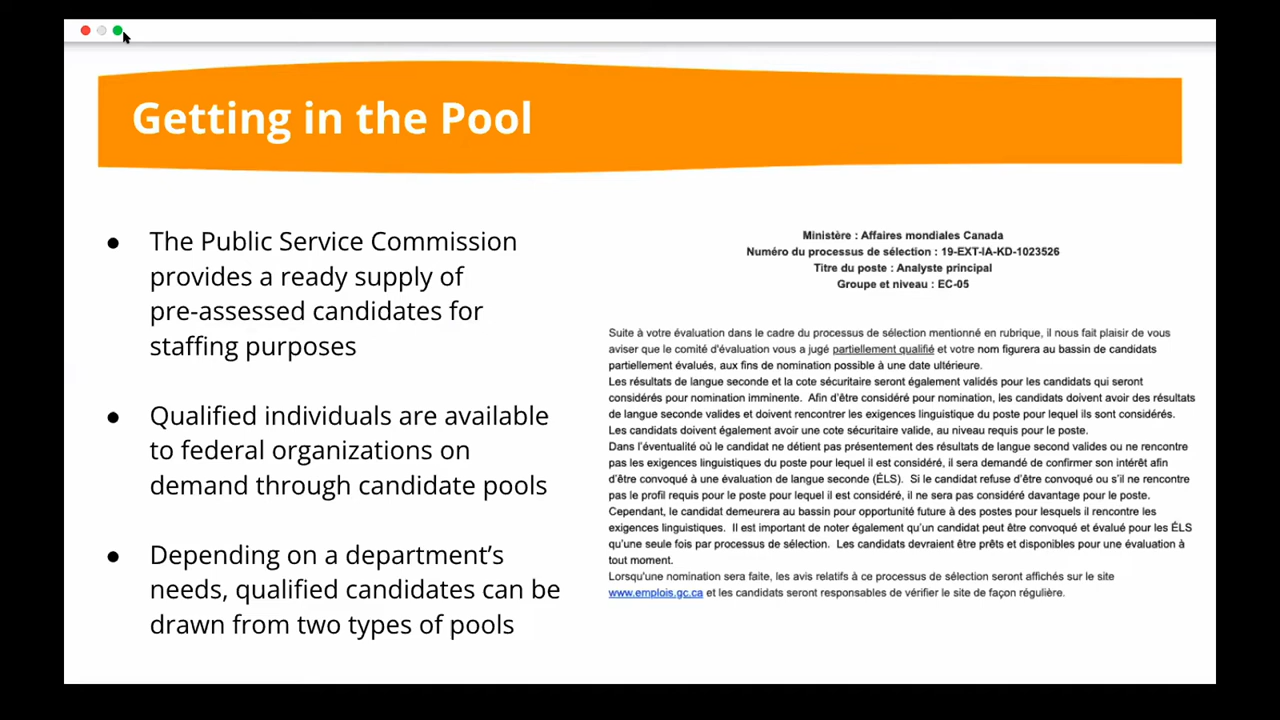 Getting in the Pool
● The Public Service Commission
provides a ready supply of
pre-assessed candidates for
staffing purposes
● Qualified individuals are available
to federal organizations on
demand through candidate pools
● Depending on a department's
needs, qualified candidates can be
drawn from two types of pools
Ministère : Affaires mondiales Canada
Numéro du processus de sélection : 19-EXT-IA-KD-1023526
Titre du poste : Analyste principal
Groupe et niveau : EC-05
Suite à votre évaluation dans le cadre du processus de sélection mentionné en rubrique, il nous fait plaisir de vous
aviser que le comité d'évaluation vous a jugé partiellement qualifié et votre nom figurera au bassin de candidats
partiellement évalués, aux fins de nomination possible à une date ultérieure.
Les résultats de langue seconde et la cote sécuritaire seront également validés pour les candidats qui seront
considérés pour nomination imminente. Afin d'être considéré pour nomination, les candidats doivent avoir des résultats
de langue seconde valides et doivent rencontrer les exigences linguistique du poste pour lequel ils sont considérés.
Les candidats doivent également avoir une cote sécuritaire valide, au niveau requis pour le poste.
Dans l'éventualité où le candidat ne détient pas présentement des résultats de langue second valides ou ne rencontre
pas les exigences linguistiques du poste pour lequel il est considéré, il sera demandé de confirmer son intérêt afin
d'être convoqué à une évaluation de langue seconde (ÉLS). Si le candidat refuse d'être convoqué ou s'il ne rencontre
pas le profil requis pour le poste pour lequel il est considéré, il ne sera pas considéré davantage pour le poste.
Cependant, le candidat demeurera au bassin pour opportunité future à des postes pour lesquels il rencontre les
exigences linguistiques. Il est important de noter également qu'un candidat peut être convoqué et évalué pour les ÉLS
qu'une seule fois par processus de sélection. Les candidats devraient être prêts et disponibles pour une évaluation à
tout moment.
Lorsqu'une nomination sera faite, les avis relatifs à ce processus de sélection seront affichés sur le site
www.emplois.gc.ca et les candidats seront responsables de vérifier le site de façon régulière.